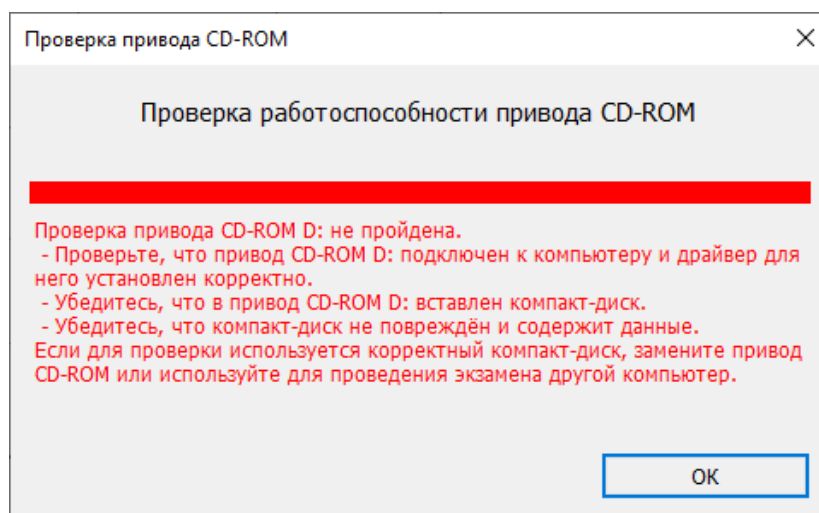 Проверка привода CD-ROM
Проверка работоспособности привода CD-ROM
Проверка привода CD-ROM D: не пройдена.
- Проверьте, что привод CD-ROM D: подключен к компьютеру и драйвер для
него установлен корректно.
- Убедитесь, что в привод CD-ROM D: вставлен компакт-диск.
- Убедитесь, что компакт-диск не повреждён и содержит данные.
Если для проверки используется корректный компакт-диск, замените привод
CD-ROM или используйте для проведения экзамена другой компьютер.
ОК